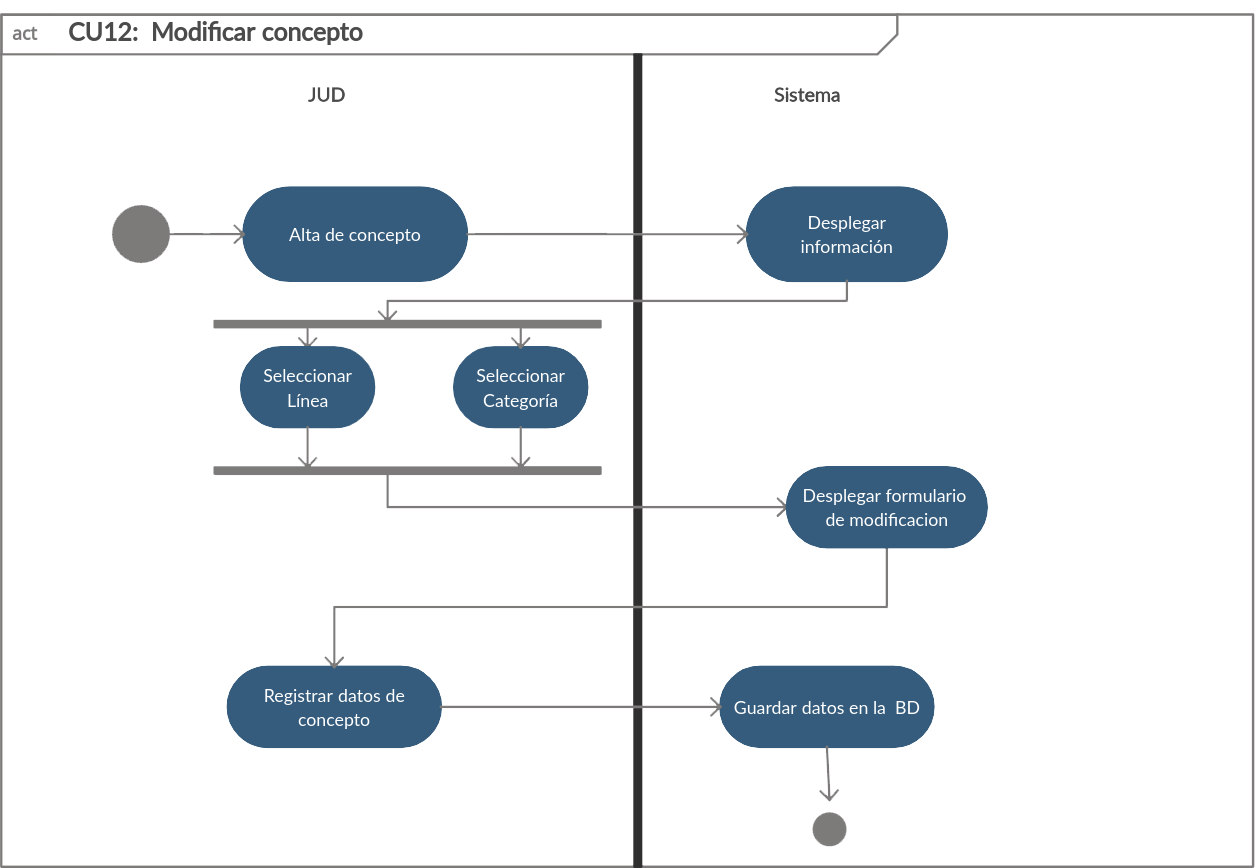 act CU12: Modificar concepto
JUD
Sistema
Alta de concepto
Desplegar
información
Seleccionar
Línea
Seleccionar
Categoría
Desplegar formulario
de modificacion
Registrar datos de
concepto
Guardar datos en la BD